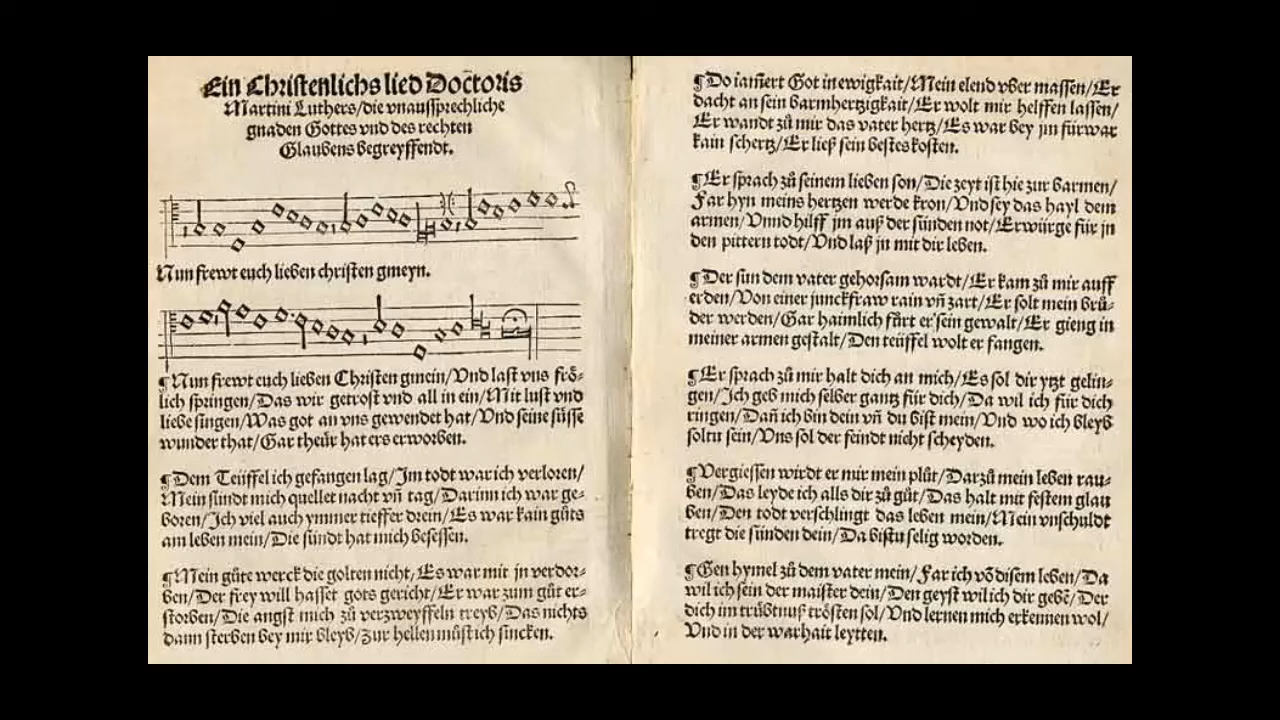 Ein Christenlichs lied Doctoris
Martini Luthers/die vnaussprechliche
gnaden Gottes vnd des rechten
Glaubens begreyffendt.
Nun frewt euch lieben christen gmeyn.
¶Nun frewt euch lieben Christen gmein/Vnd last vns frö-
lich springen/Das wir getrost vnd all in ein/Mit lust vnd
liebe singen/Was got an vns gewendet hat/Vnd seine süsse
wunder that/Gar theür hat ers erworben.
¶Dem Teüffel ich gefangen lag/Im todt war ich verloren/
Mein sündt mich quellet nacht vn̄ tag/Darinn ich war ge-
boren/Ich viel auch ymmer tieffer drein/Es war kain güts
am leben mein/Die sündt hat mich besessen.
¶Mein güte werck die golten nicht/Es war mit jn verdor-
ben/Der frey will hasset gots gericht/Er war zum güt er-
storben/Die angst mich zü verzweyffeln treyb/Das nichts
dann sterben bey mir bleyb/Zur hellen müst ich sincken.
¶Do iam̄ert Got in ewigkait/Mein elend vber massen/Er
dacht an sein barmhertzigkait/Er wolt mir helffen lassen/
Er wandt zů mir das vater hertz/Es war bey jm fürwar
kain schertz/Er ließ sein bestes kosten.
¶Er sprach zů seinem lieben son/Die zeyt ist hie zur barmen/
Far hyn meins hertzen werde kron/Vnd sey das hayl dem
armen/Vnnd hilff jm auß der sünden not/Erwürge für jn
den pittern todt/Vnd laß jn mit dir leben.
¶Der sun dem vater gehorsam wardt/Er kam zů mir auff
erden/Von einer junckfraw rain vn̄ zart/Er solt mein brů-
der werden/Gar haimlich fürt er sein gewalt/Er gieng in
meiner armen gestalt/Den teüffel wolt er fangen.
¶Er sprach zů mir halt dich an mich/Es sol dir ytzt gelin-
gen/Ich geb mich selber gantz für dich/Da wil ich für dich
ringen/Dan̄ ich bin dein vn̄ du bist mein/Vnd wo ich bleyb
soltu sein/Vns sol der feindt nicht scheyden.
¶Vergiessen wirdt er mir mein plůt/Darzů mein leben rau-
ben/Das leyde ich alls dir zů gůt/Das halt mit festem glau
ben/Den todt verschlingt das leben mein/Mein vnschuldt
tregt die sünden dein/Da bistu selig worden.
¶Gen hymel zů dem vater mein/Far ich vō disem leben/Da
wil ich sein der maister dein/Den geyst wil ich dir gebē/Der
dich im trübtnuß trösten sol/Vnd lernen mich erkennen wol/
Vnd in der warhait leytten.